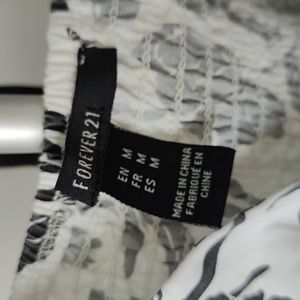 FOREVER 21
EN M
FR M
ES M
MADE IN CHINA
FABRIQUÉ EN
CHINE